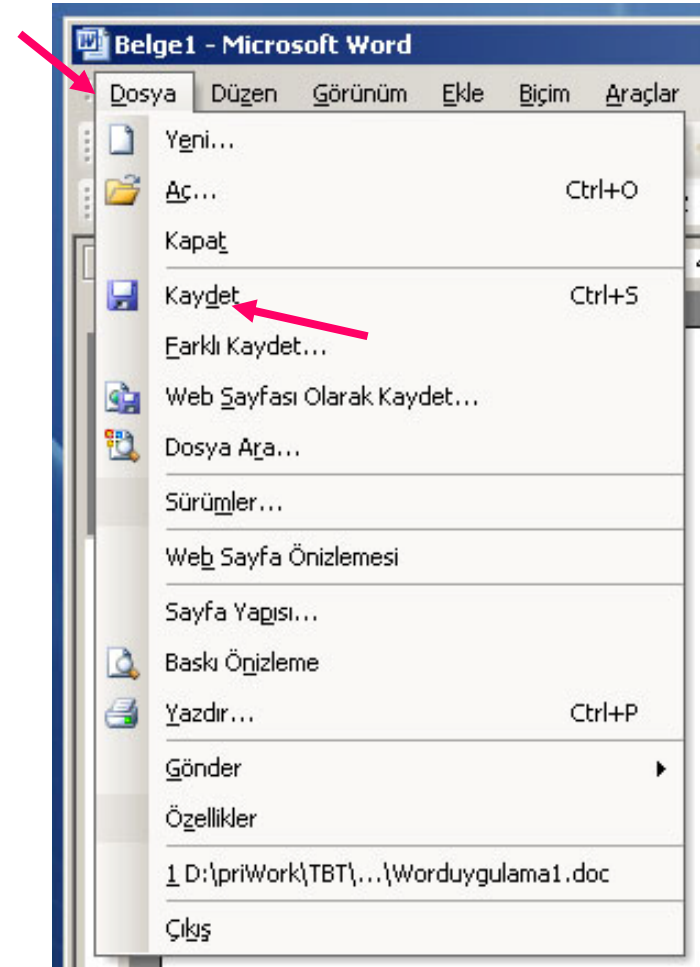 Belge1 - Microsoft Word
Dosya Düzen Görünüm Ekle Biçim Araçlar
Yeni...
Aç... Ctrl+O
Kapat
Kaydet Ctrl+S
Farklı Kaydet...
Web Sayfası Olarak Kaydet...
Dosya Ara...
Sürümler...
Web Sayfa Önizlemesi
Sayfa Yapısı...
Baskı Önizleme
Yazdır... Ctrl+P
Gönder
Özellikler
1 D:\priWork\TBT\...\Worduygulama1.doc
Çıkış